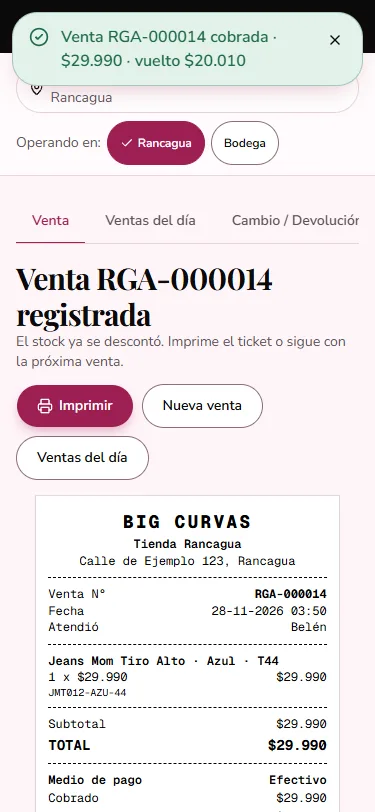 Venta RGA-000014 cobrada ·
$29.990 · vuelto $20.010
Rancagua
Operando en:
Rancagua
Bodega
Venta
Ventas del día
Cambio / Devolución
Venta RGA-000014
registrada
El stock ya se descontó. Imprime el ticket o sigue con
la próxima venta.
Imprimir
Nueva venta
Ventas del día
BIG CURVAS
Tienda Rancagua
Calle de Ejemplo 123, Rancagua
Venta N° RGA-000014
Fecha 28-11-2026 03:50
Atendió Belén
Jeans Mom Tiro Alto · Azul · T44
1 x $29.990 $29.990
JMT012-AZU-44
Subtotal $29.990
TOTAL $29.990
Medio de pago Efectivo
Cobrado $29.990